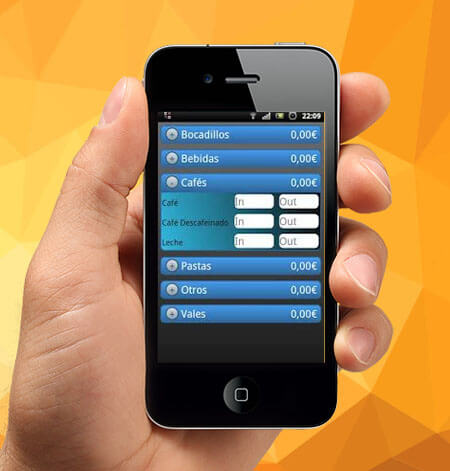 22:09
Bocadillos 0,00€
Bebidas 0,00€
Cafés 0,00€
Café In Out
Café Descafeinado In Out
Leche In Out
Pastas 0,00€
Otros 0,00€
Vales 0,00€